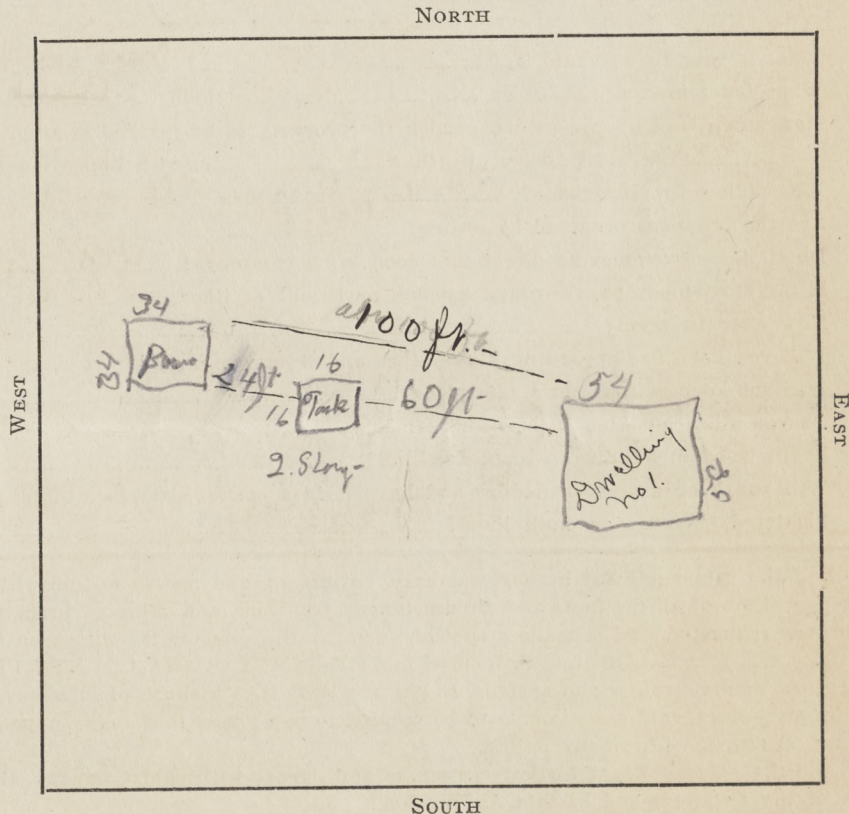 NORTH
WEST
EAST
34
34
Barn
100 ft.
24 ft
16
16
Tank
60 ft
2. Story
54
56
Dwelling
no 1.
SOUTH